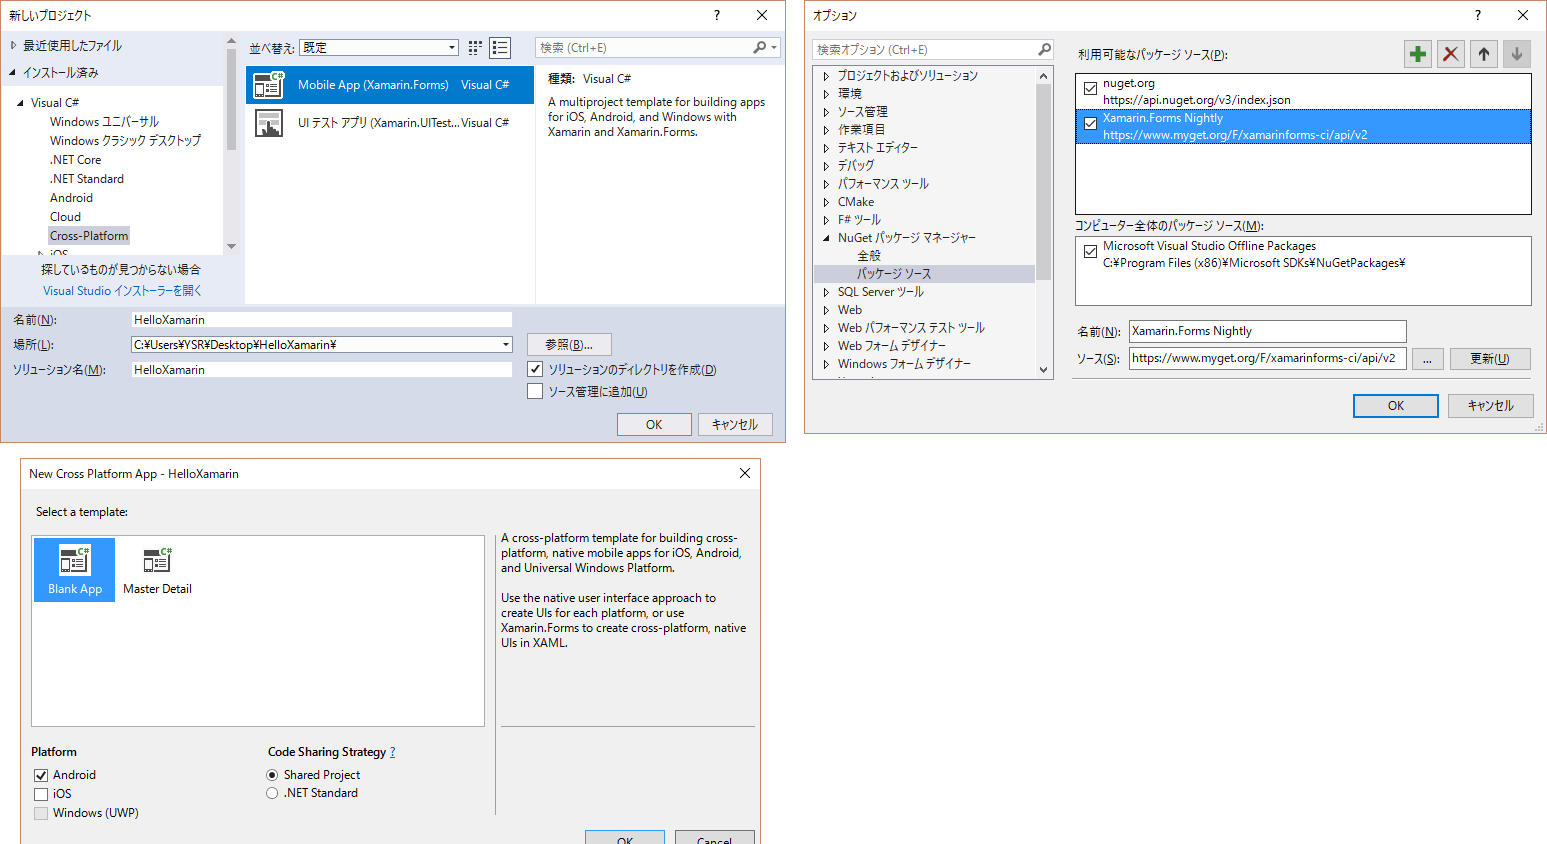 新しいプロジェクト
?
最近使用したファイル
インストール済み
Visual C#
Windows ユニバーサル
Windows クラシック デスクトップ
.NET Core
.NET Standard
Android
Cloud
Cross-Platform
iOS
探しているものが見つからない場合
Visual Studio インストーラーを開く
並べ替え: 既定
検索 (Ctrl+E)
Mobile App (Xamarin.Forms) Visual C#
UI テスト アプリ (Xamarin.UITest... Visual C#
種類: Visual C#
A multiproject template for building apps
for iOS, Android, and Windows with
Xamarin and Xamarin.Forms.
名前(N): HelloXamarin
場所(L): C:¥Users¥YSR¥Desktop¥HelloXamarin¥
参照(B)...
ソリューション名(M): HelloXamarin
ソリューションのディレクトリを作成(D)
ソース管理に追加(U)
OK キャンセル
オプション
?
検索オプション (Ctrl+E)
プロジェクトおよびソリューション
環境
ソース管理
作業項目
テキスト エディター
デバッグ
パフォーマンス ツール
CMake
F# ツール
NuGet パッケージ マネージャー
全般
パッケージ ソース
SQL Server ツール
Web
Web パフォーマンス テスト ツール
Web フォーム デザイナー
Windows フォーム デザイナー
利用可能なパッケージ ソース(P):
nuget.org
https://api.nuget.org/v3/index.json
Xamarin.Forms Nightly
https://www.myget.org/F/xamarinforms-ci/api/v2
コンピューター全体のパッケージ ソース(M):
Microsoft Visual Studio Offline Packages
C:¥Program Files (x86)¥Microsoft SDKs¥NuGetPackages¥
名前(N): Xamarin.Forms Nightly
ソース(S): https://www.myget.org/F/xamarinforms-ci/api/v2 ... 更新(U)
OK キャンセル
New Cross Platform App - HelloXamarin
Select a template:
Blank App
Master Detail
A cross-platform template for building cross-
platform, native mobile apps for iOS, Android,
and Universal Windows Platform.
Use the native user interface approach to
create UIs for each platform, or use
Xamarin.Forms to create cross-platform, native
UIs in XAML.
Platform
Android
iOS
Windows (UWP)
Code Sharing Strategy ?
Shared Project
.NET Standard
OK Cancel